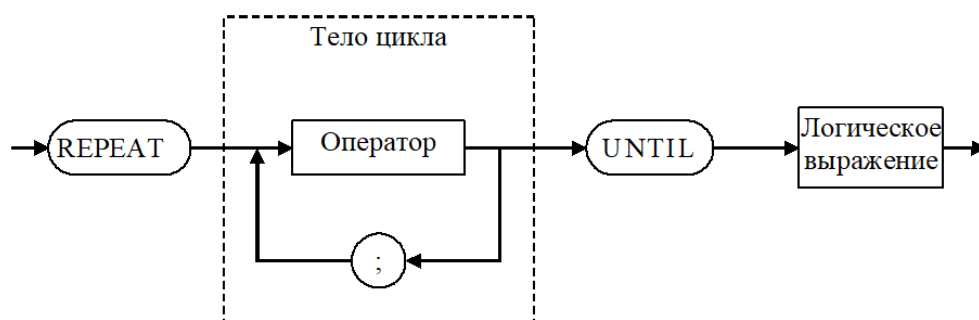 Тело цикла
REPEAT
Оператор
UNTIL
Логическое
выражение
;